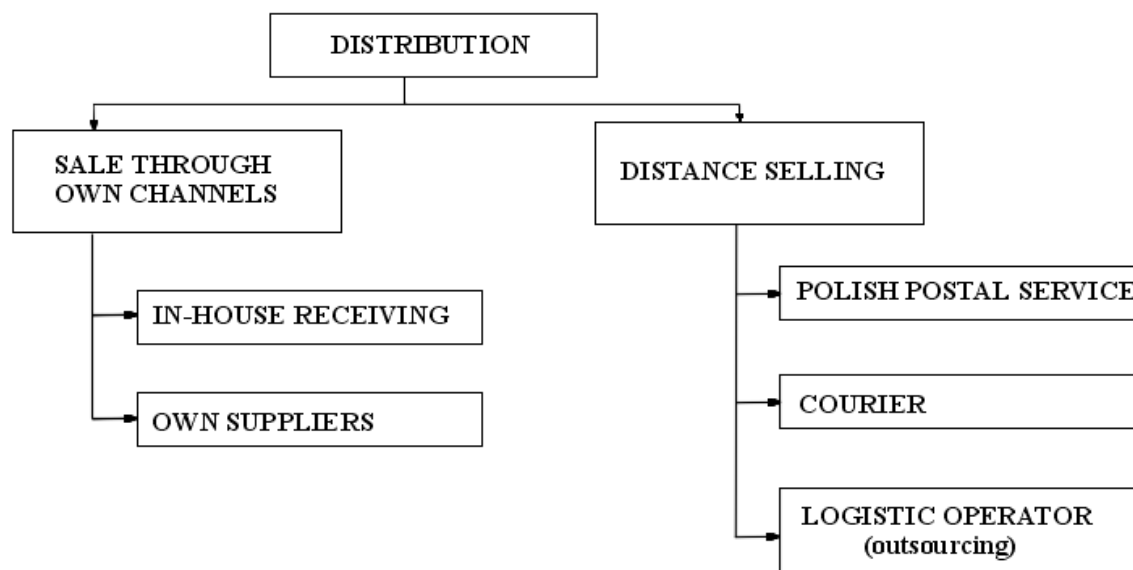 DISTRIBUTION
SALE THROUGH
OWN CHANNELS
DISTANCE SELLING
IN-HOUSE RECEIVING
OWN SUPPLIERS
POLISH POSTAL SERVICE
COURIER
LOGISTIC OPERATOR
(outsourcing)